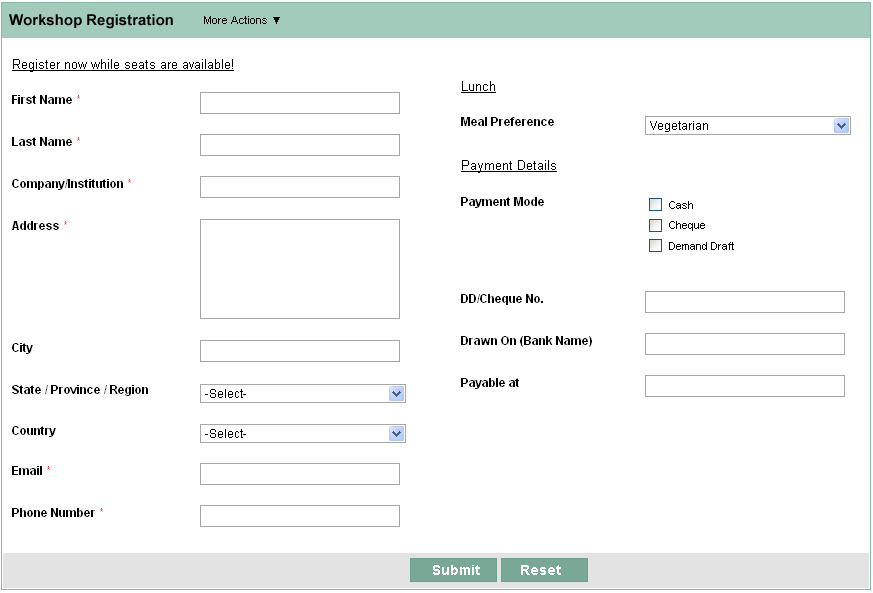 Workshop Registration More Actions ▼
Register now while seats are available!
First Name *
Last Name *
Company/Institution *
Address *
City
State / Province / Region -Select-
Country -Select-
Email *
Phone Number *
Lunch
Meal Preference Vegetarian
Payment Details
Payment Mode Cash
Cheque
Demand Draft
DD/Cheque No.
Drawn On (Bank Name)
Payable at
Submit Reset